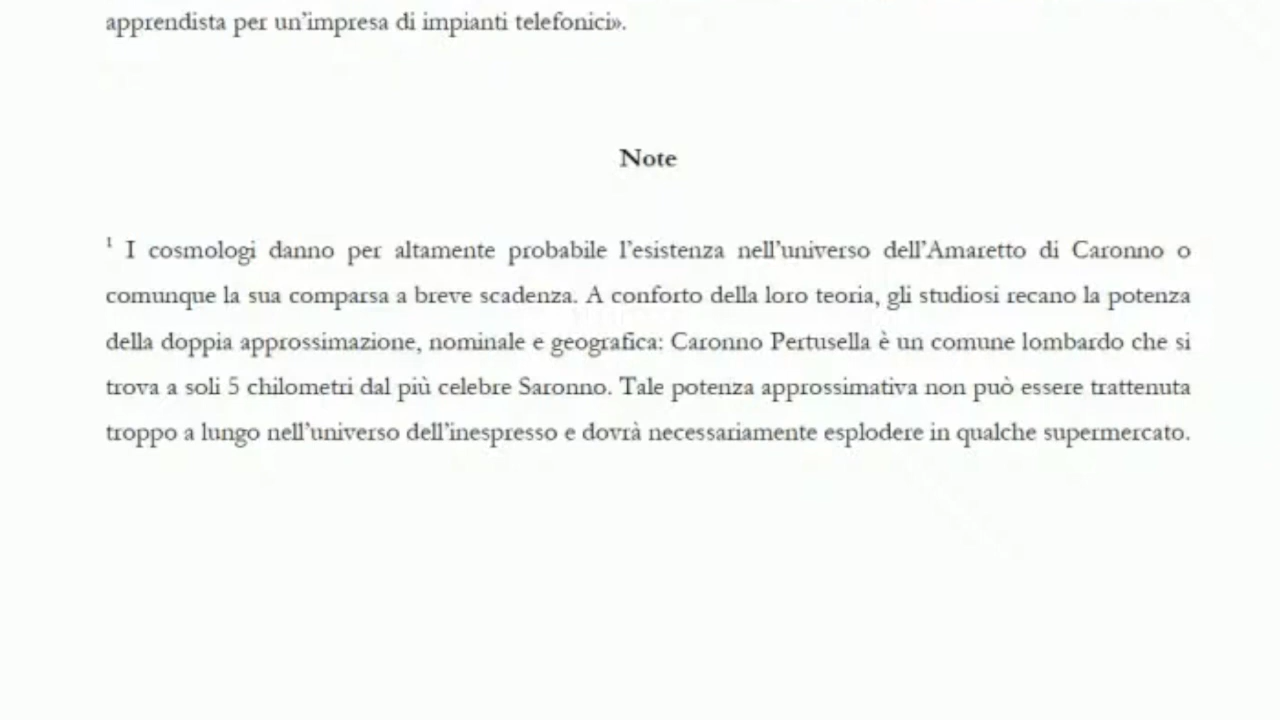 apprendista per un'impresa di impianti telefonici».
Note
¹ I cosmologi danno per altamente probabile l'esistenza nell'universo dell'Amaretto di Caronno o
comunque la sua comparsa a breve scadenza. A conforto della loro teoria, gli studiosi recano la potenza
della doppia approssimazione, nominale e geografica: Caronno Pertusella è un comune lombardo che si
trova a soli 5 chilometri dal più celebre Saronno. Tale potenza approssimativa non può essere trattenuta
troppo a lungo nell'universo dell'inespresso e dovrà necessariamente esplodere in qualche supermercato.